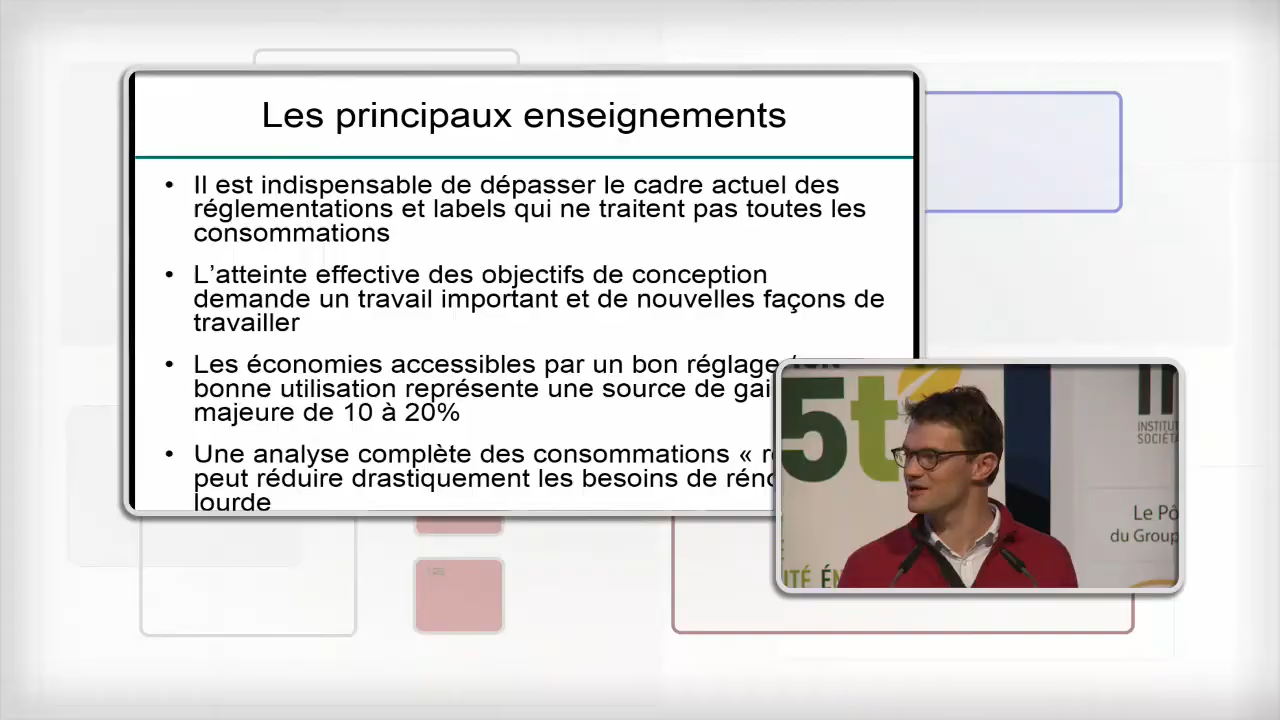 Les principaux enseignements
• Il est indispensable de dépasser le cadre actuel des
réglementations et labels qui ne traitent pas toutes les
consommations
• L’atteinte effective des objectifs de conception
demande un travail important et de nouvelles façons de
travailler
• Les économies accessibles par un bon réglage
bonne utilisation représente une source de
majeure de 10 à 20%
• Une analyse complète des consommations «
peut réduire drastiquement les besoins de
lourde
5t
INSTITUT
Le Pô
du Group